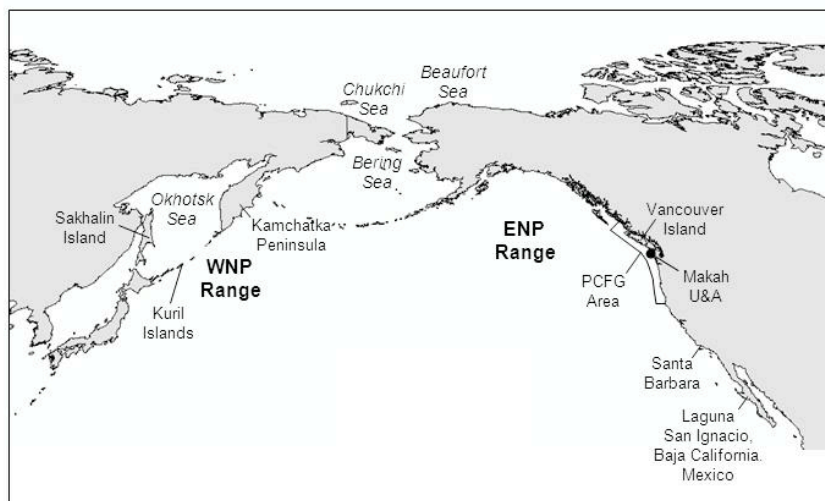 Chukchi
Sea
Beaufort
Sea
Bering
Sea
Okhotsk
Sea
Sakhalin
Island
Kamchatka
Peninsula
WNP
Range
Kuril
Islands
ENP
Range
Vancouver
Island
PCFG
Area
Makah
U&A
Santa
Barbara
Laguna
San Ignacio,
Baja California.
Mexico